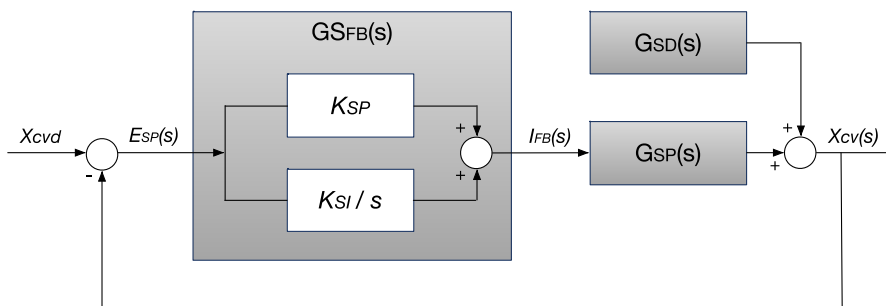 GSFB(s)
GSD(s)
KSP
Xcvd
ESP(s)
+
+
IFB(s)
GSP(s)
+
+
XCV(s)
-
KSI / s